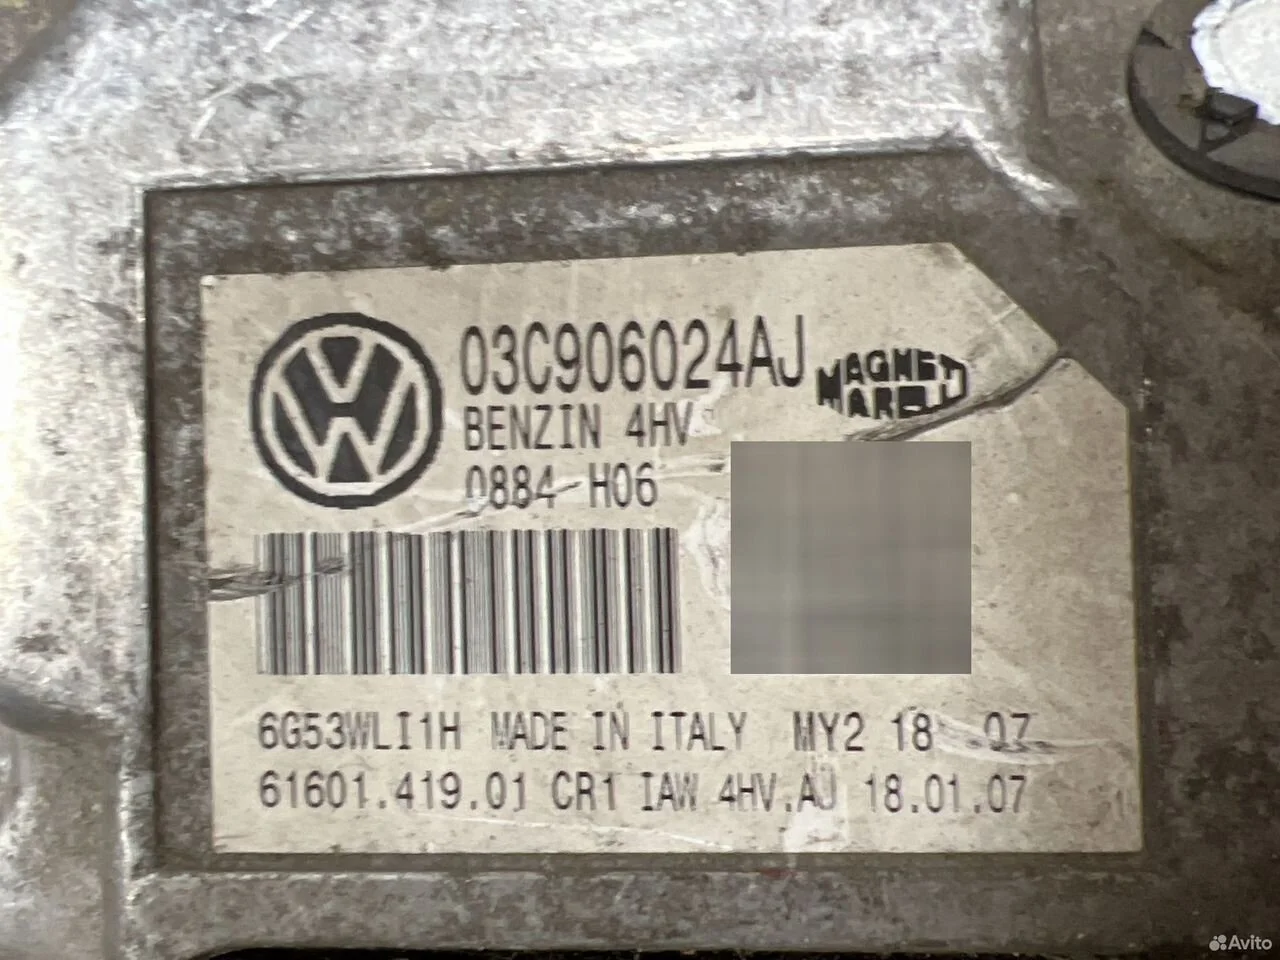 03C906024AJ
MAGNETI
MARELLI
BENZIN 4HV
0884 H06
6G53WLI1H MADE IN ITALY MY2 18 07
61601.419.01 CR1 IAW 4HV.AJ 18.01.07
Avito